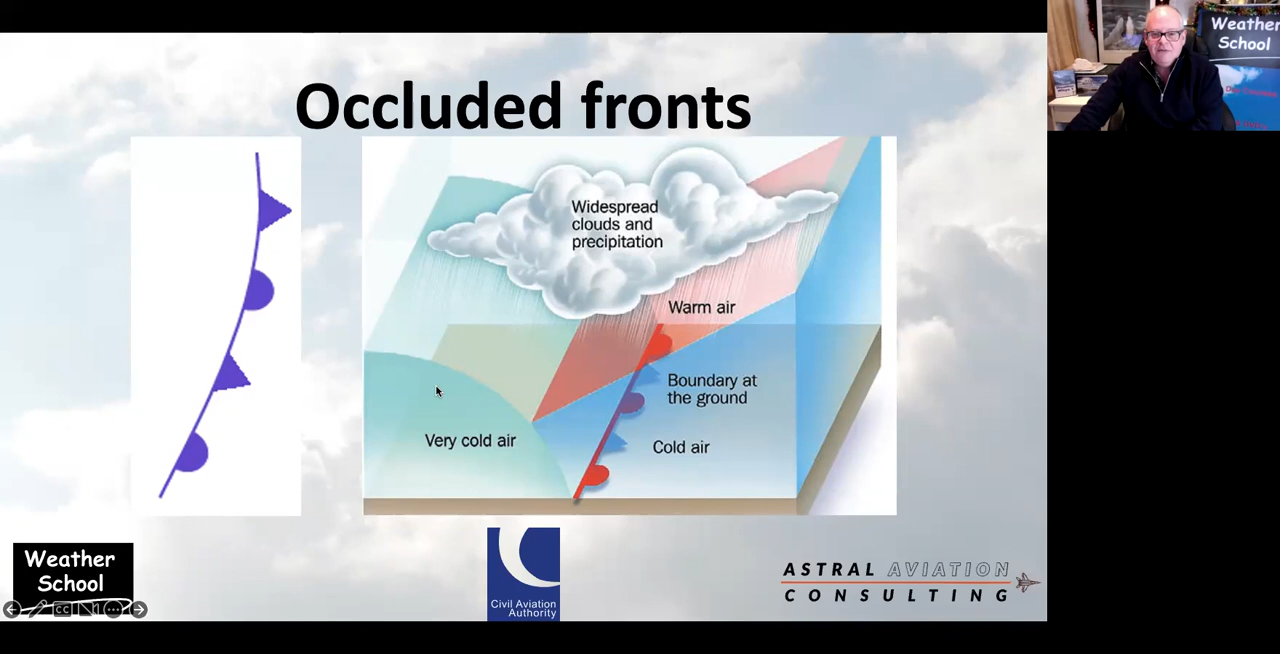 Occluded fronts
Weather
School
Widespread
clouds and
precipitation
Warm air
Boundary at
the ground
Very cold air
Cold air
Weather
School
Civil Aviation
Authority
ASTRAL AVIATION
CONSULTING
CC